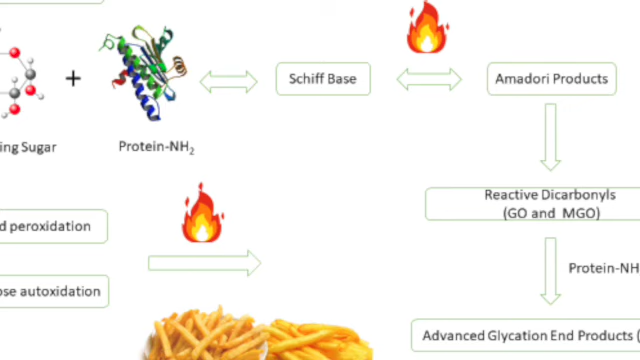 +
Schiff Base
Amadori Products
ing Sugar
Protein-NH₂
Reactive Dicarbonyls
(GO and MGO)
d peroxidation
Protein-NH
ose autoxidation
Advanced Glycation End Products (